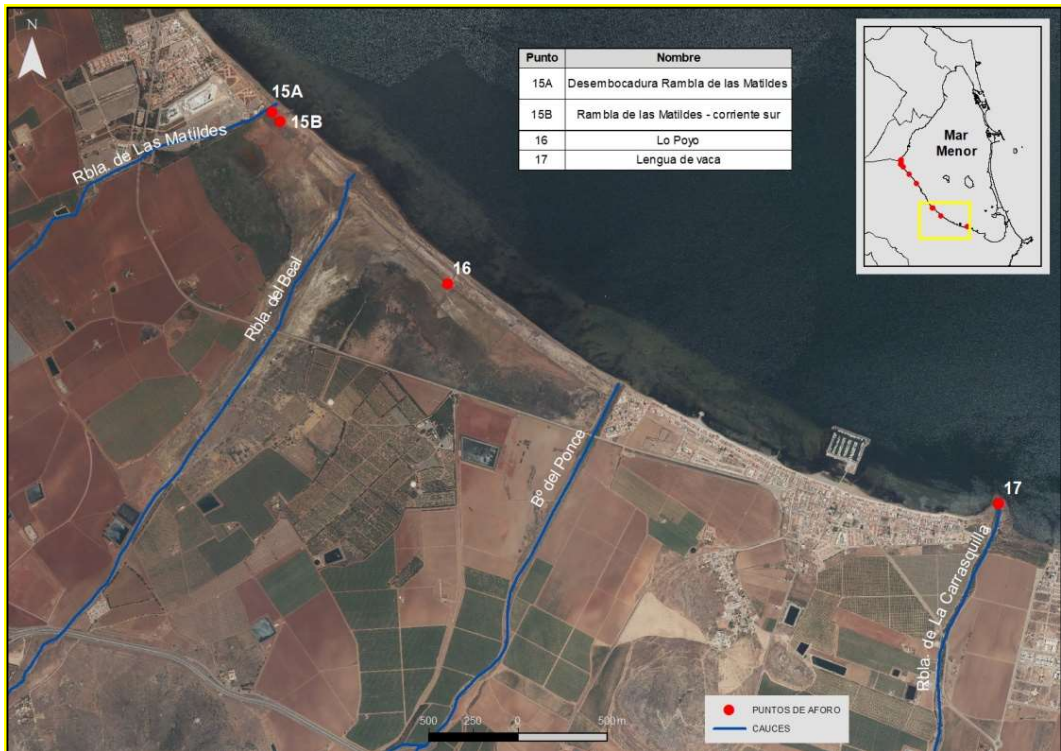 N
Punto Nombre
15A Desembocadura Rambla de las Matildes
15B Rambla de las Matildes - corriente sur
16 Lo Poyo
17 Lengua de vaca
Mar
Menor
15A
15B
Rbla. de Las Matildes
16
Rbla. del Beal
Bº del Ponce
17
Rbla. de La Carrasquilla
500 250 0 500 m
PUNTOS DE AFORO
CAUCES